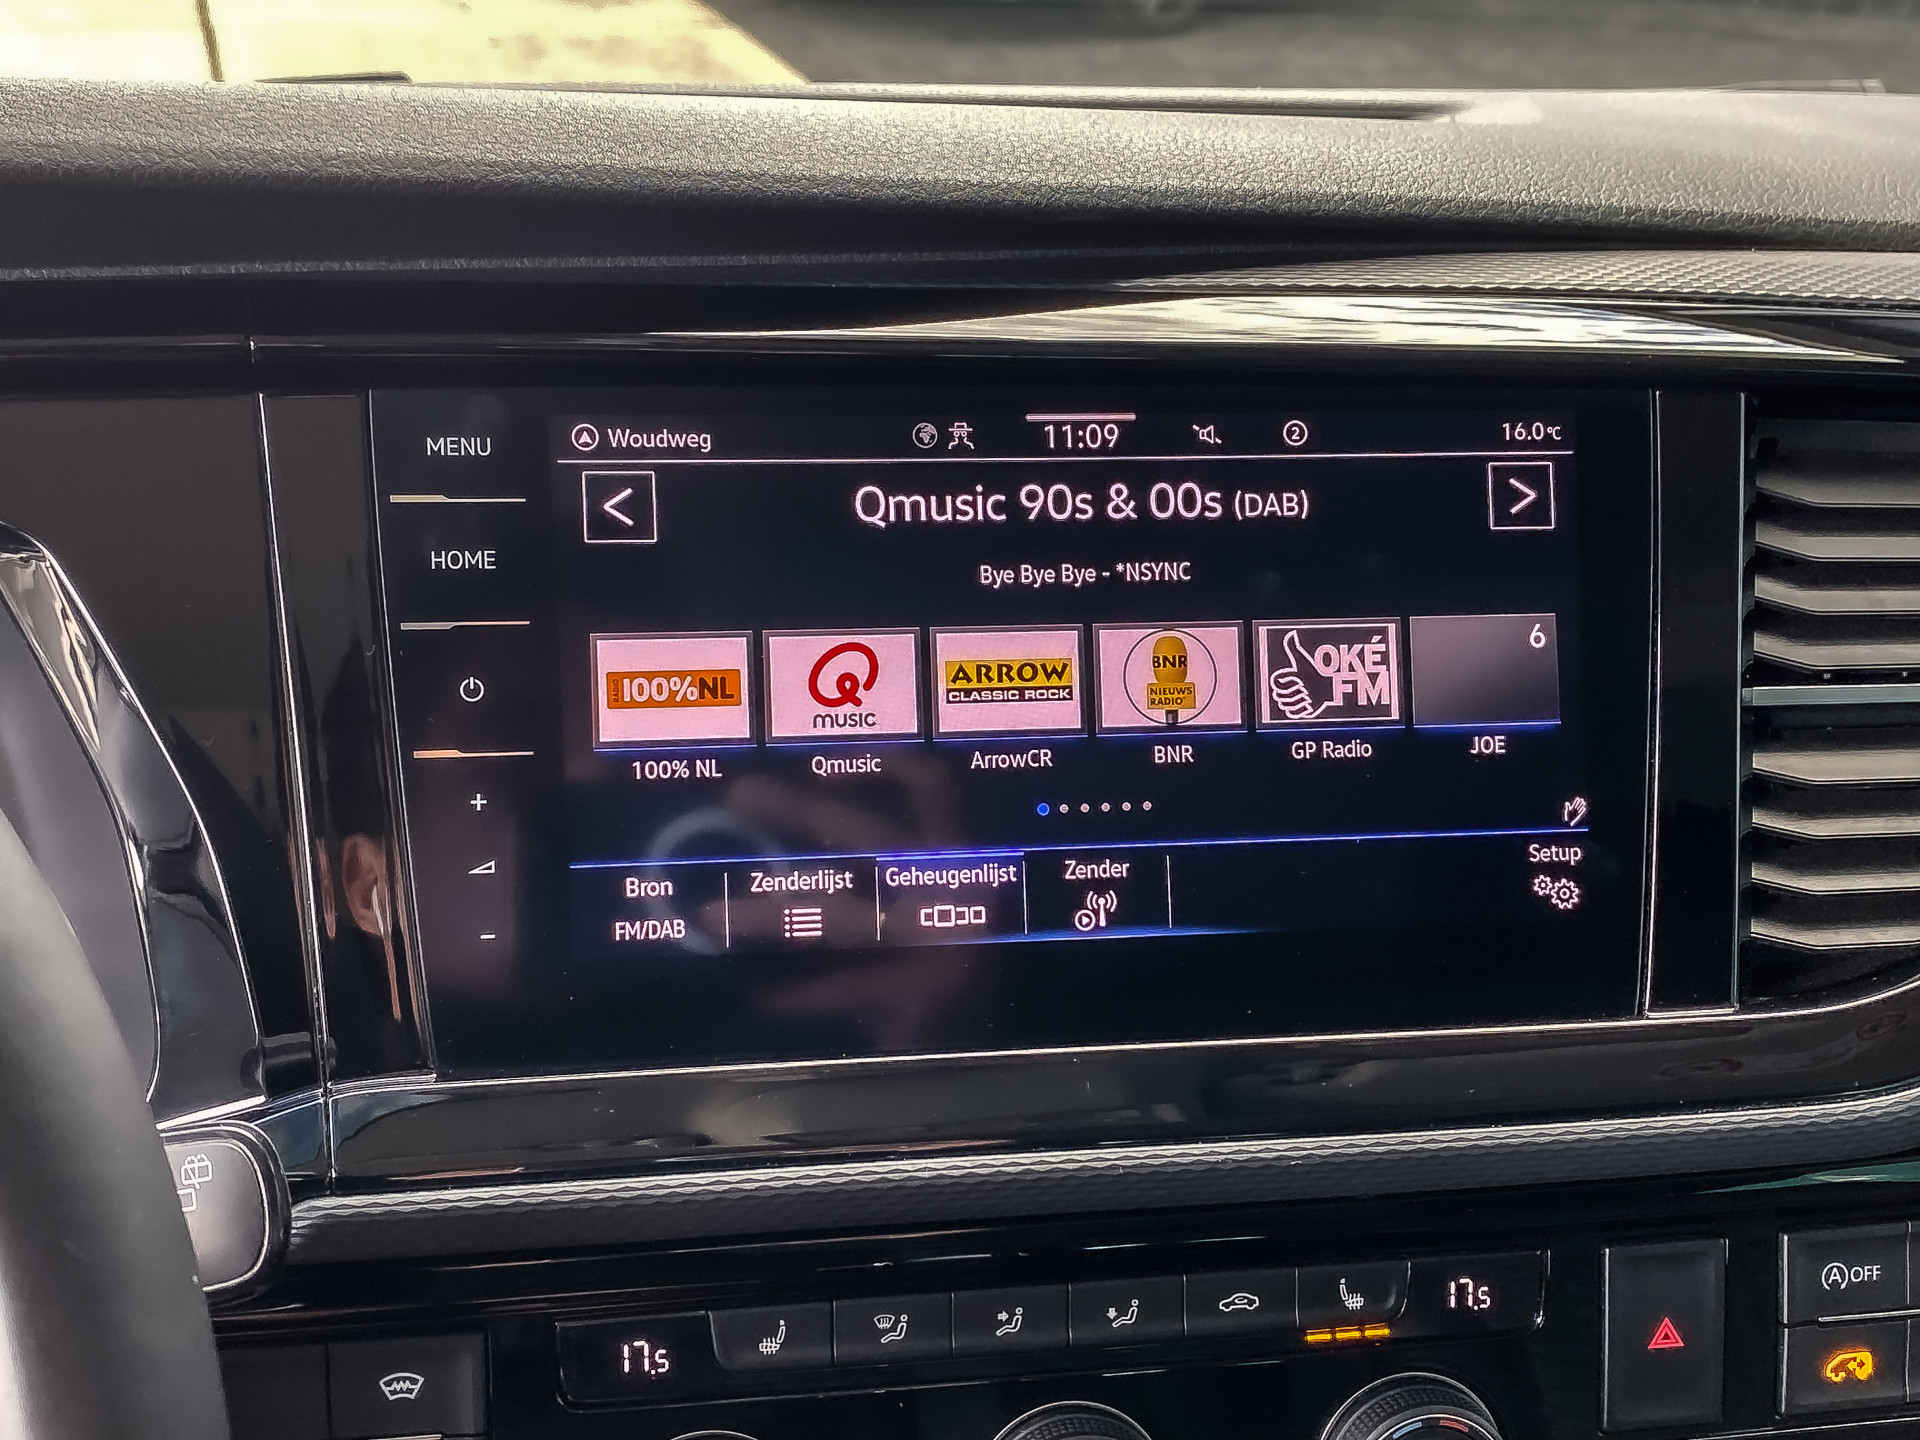 MENU
HOME
+
-
Woudweg
11:09
2
16.0°C
<
Qmusic 90s & 00s (DAB)
>
Bye Bye Bye - *NSYNC
RADIO 100%NL
Q
MUSIC
ARROW
CLASSIC ROCK
BNR
NIEUWS
RADIO
OKÉ
FM
6
100% NL
Qmusic
ArrowCR
BNR
GP Radio
JOE
Bron
FM/DAB
Zenderlijst
Geheugenlijst
Zender
Setup
17.5
17.5
A OFF